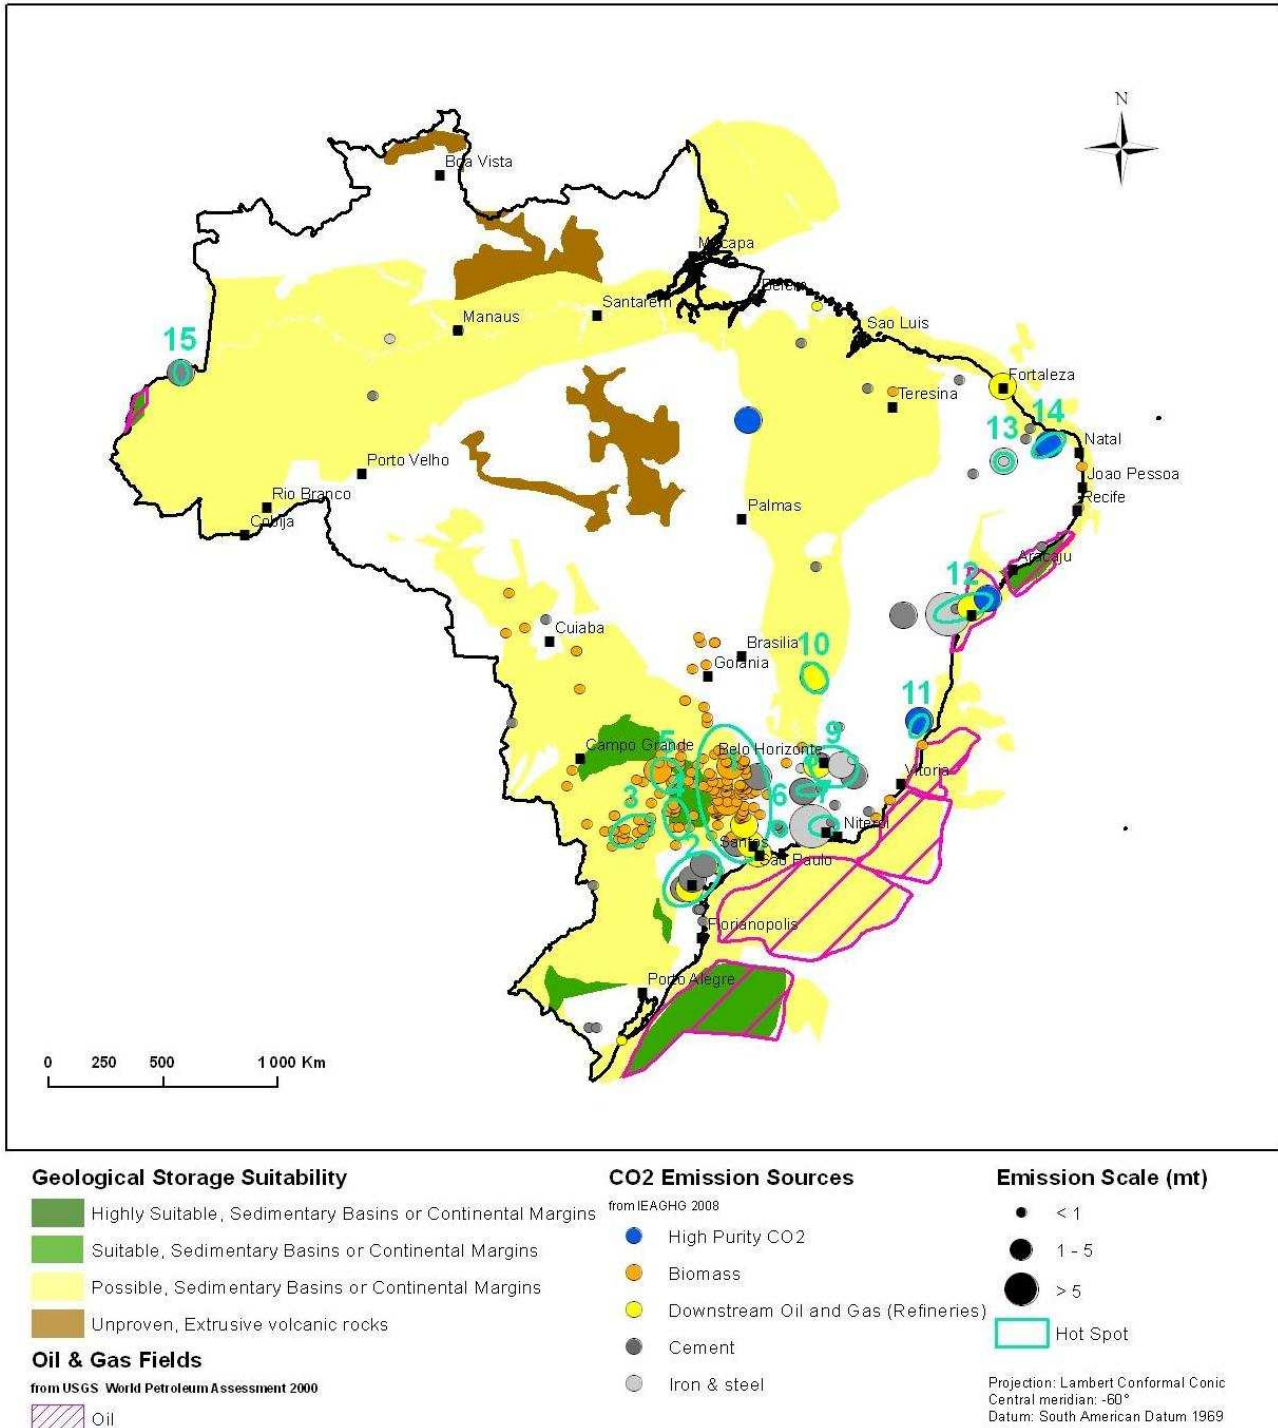 N
Boa Vista
Macapa
Belem
Santarem
Manaus
Sao Luis
15
Fortaleza
Teresina
14
13
Natal
Porto Velho
Joao Pessoa
Rio Branco
Recife
Palmas
Cobija
Aracaju
12
Cuiaba
Brasilia
10
Goiania
11
5
Campo Grande
Belo Horizonte
9
1
8
Vitoria
4
3
6
7
Niteroi
2
Santos
Sao Paulo
Florianopolis
Porto Alegre
0 250 500 1 000 Km
Geological Storage Suitability
Highly Suitable, Sedimentary Basins or Continental Margins
Suitable, Sedimentary Basins or Continental Margins
Possible, Sedimentary Basins or Continental Margins
Unproven, Extrusive volcanic rocks
Oil & Gas Fields
from USGS World Petroleum Assessment 2000
Oil
CO2 Emission Sources
from IEAGHG 2008
High Purity CO2
Biomass
Downstream Oil and Gas (Refineries)
Cement
Iron & steel
Emission Scale (mt)
< 1
1 - 5
> 5
Hot Spot
Projection: Lambert Conformal Conic
Central meridian: -60°
Datum: South American Datum 1969